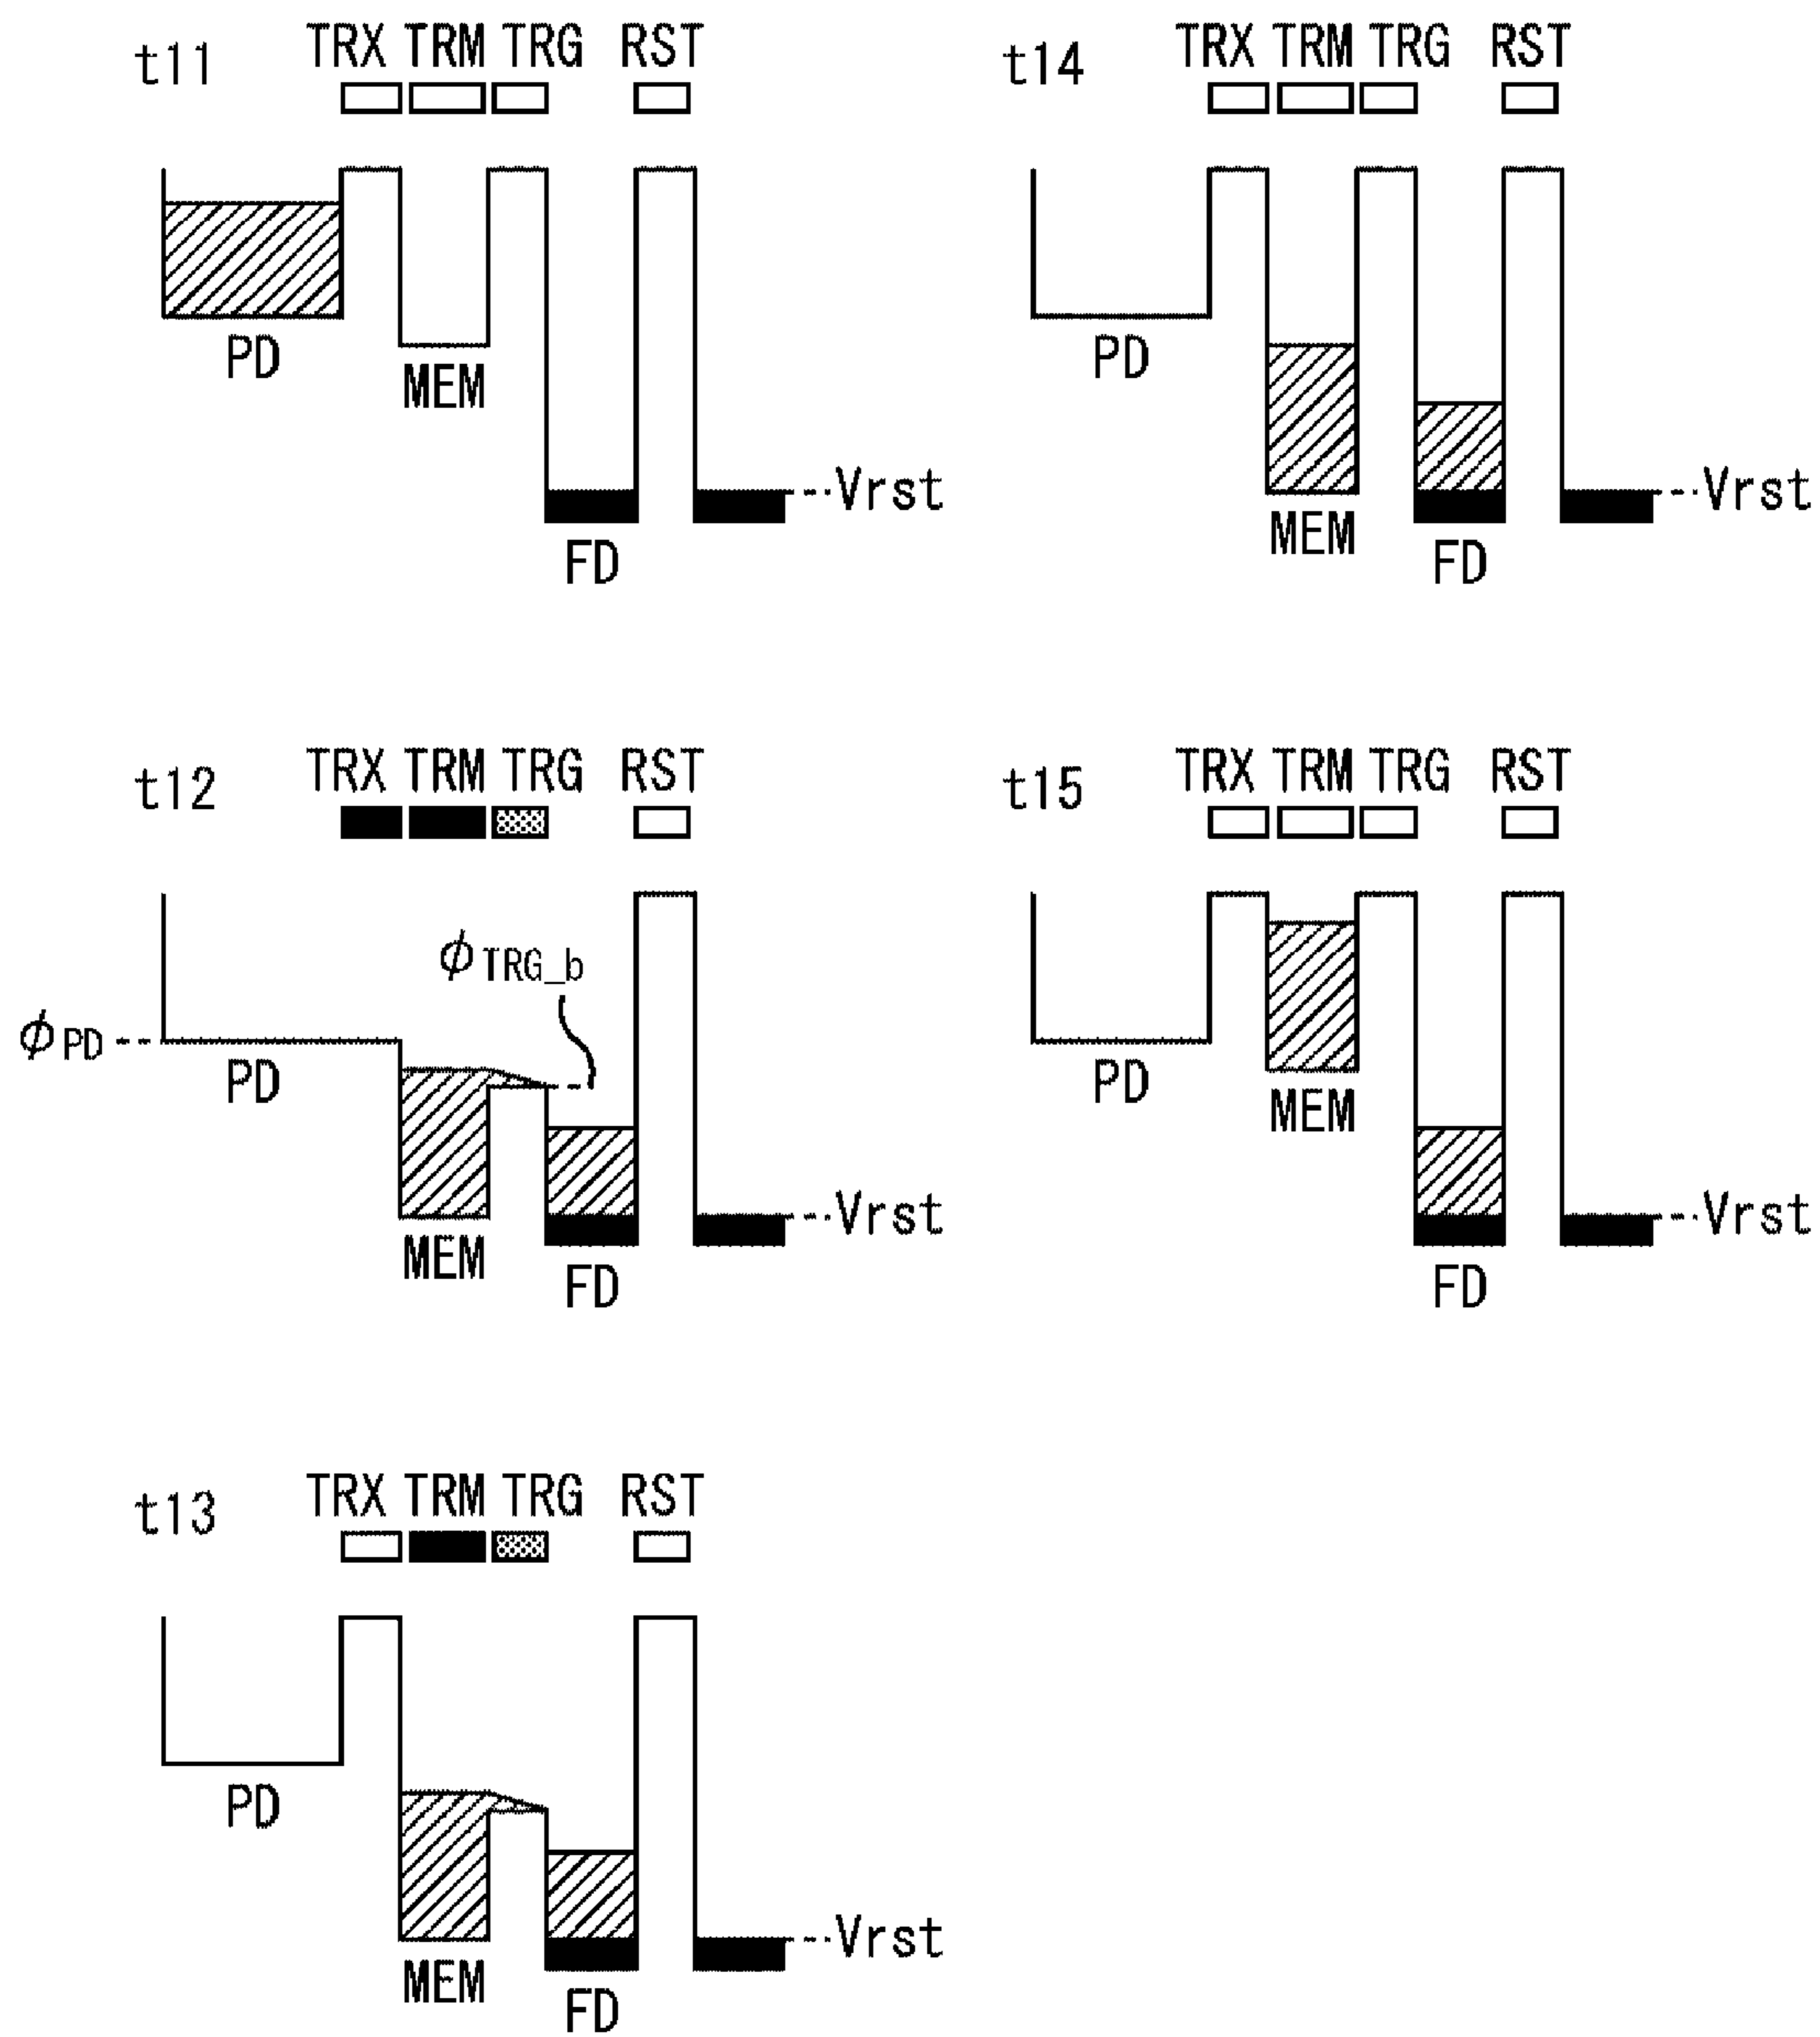 t11 TRX TRM TRG RST
PD
MEM
Vrst
FD
t14 TRX TRM TRG RST
PD
Vrst
MEM
FD
t12 TRX TRM TRG RST
ϕTRG_b
ϕPD
PD
Vrst
MEM
FD
t15 TRX TRM TRG RST
PD
MEM
Vrst
FD
t13 TRX TRM TRG RST
PD
Vrst
MEM
FD